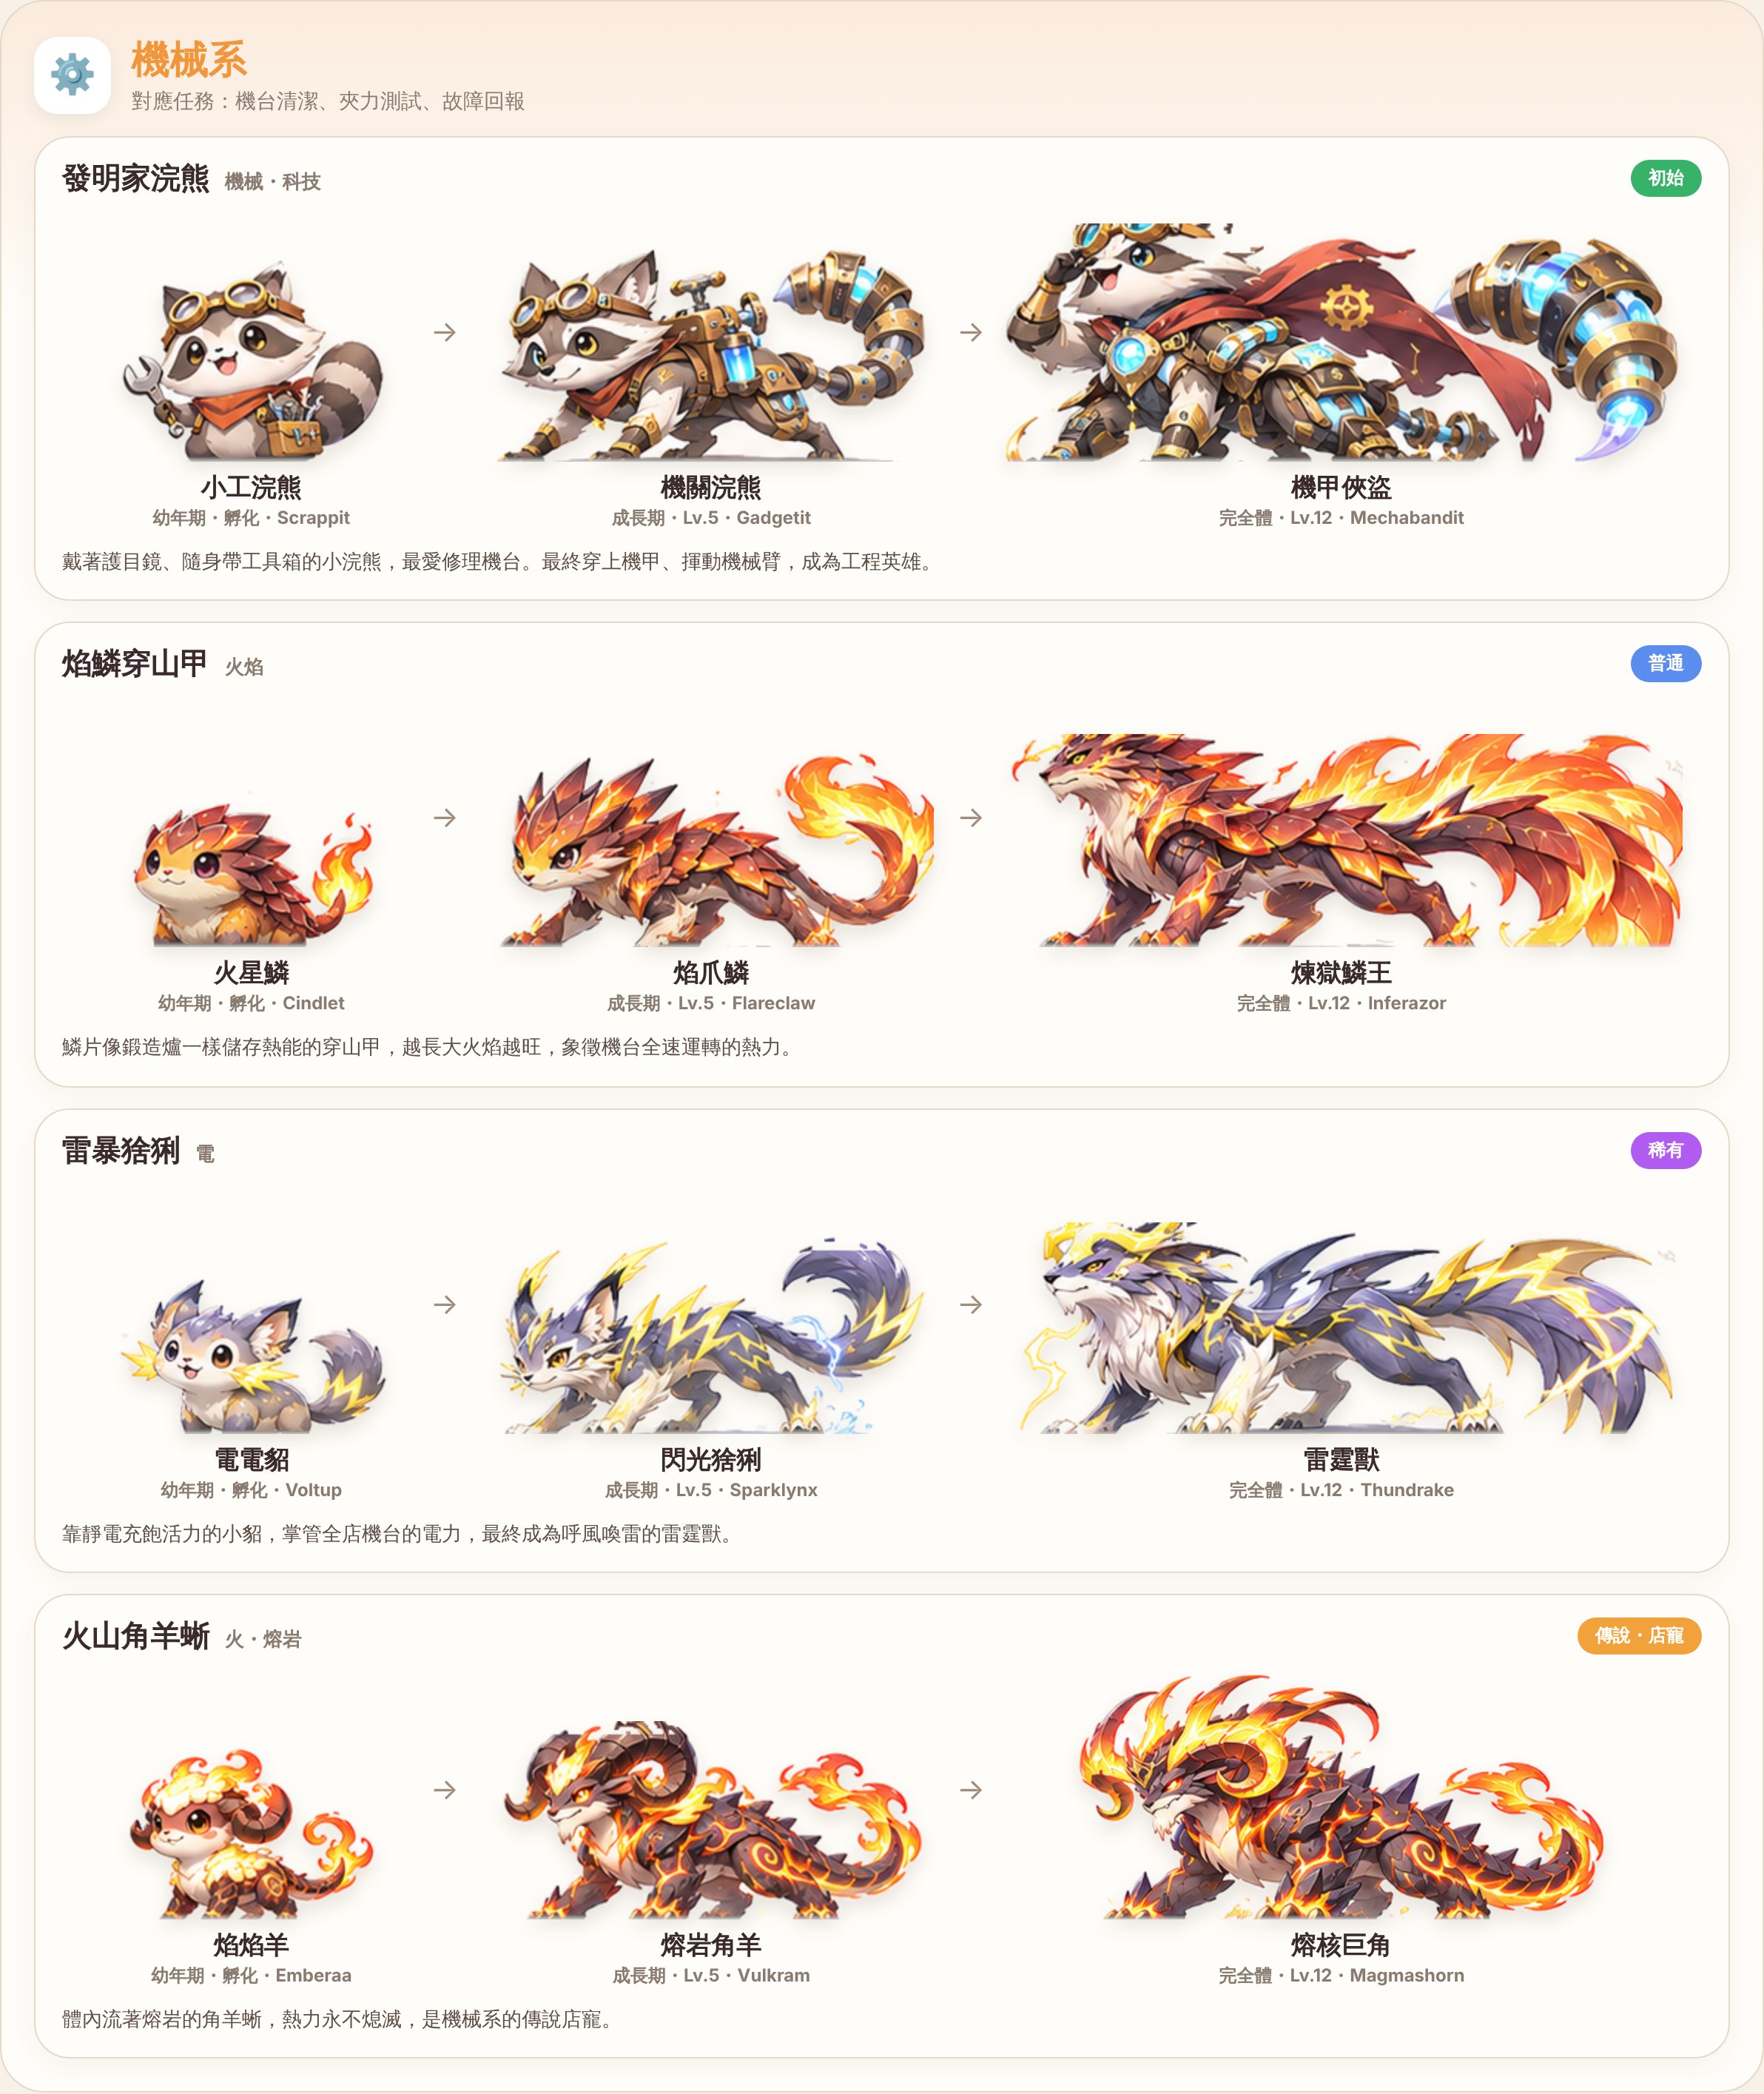 機械系
對應任務：機台清潔、夾力測試、故障回報
發明家浣熊 機械・科技 初始
→ →
小工浣熊 機關浣熊 機甲俠盜
幼年期・孵化・Scrappit 成長期・Lv.5・Gadgetit 完全體・Lv.12・Mechabandit
戴著護目鏡、隨身帶工具箱的小浣熊，最愛修理機台。最終穿上機甲、揮動機械臂，成為工程英雄。
焰鱗穿山甲 火焰 普通
→ →
火星鱗 焰爪鱗 煉獄鱗王
幼年期・孵化・Cindlet 成長期・Lv.5・Flareclaw 完全體・Lv.12・Inferazor
鱗片像鍛造爐一樣儲存熱能的穿山甲，越長大火焰越旺，象徵機台全速運轉的熱力。
雷暴猞猁 電 稀有
→ →
電電貂 閃光猞猁 雷霆獸
幼年期・孵化・Voltup 成長期・Lv.5・Sparklynx 完全體・Lv.12・Thundrake
靠靜電充飽活力的小貂，掌管全店機台的電力，最終成為呼風喚雷的雷霆獸。
火山角羊蜥 火・熔岩 傳說・店寵
→ →
焰焰羊 熔岩角羊 熔核巨角
幼年期・孵化・Emberaa 成長期・Lv.5・Vulkram 完全體・Lv.12・Magmashorn
體內流著熔岩的角羊蜥，熱力永不熄滅，是機械系的傳說店寵。